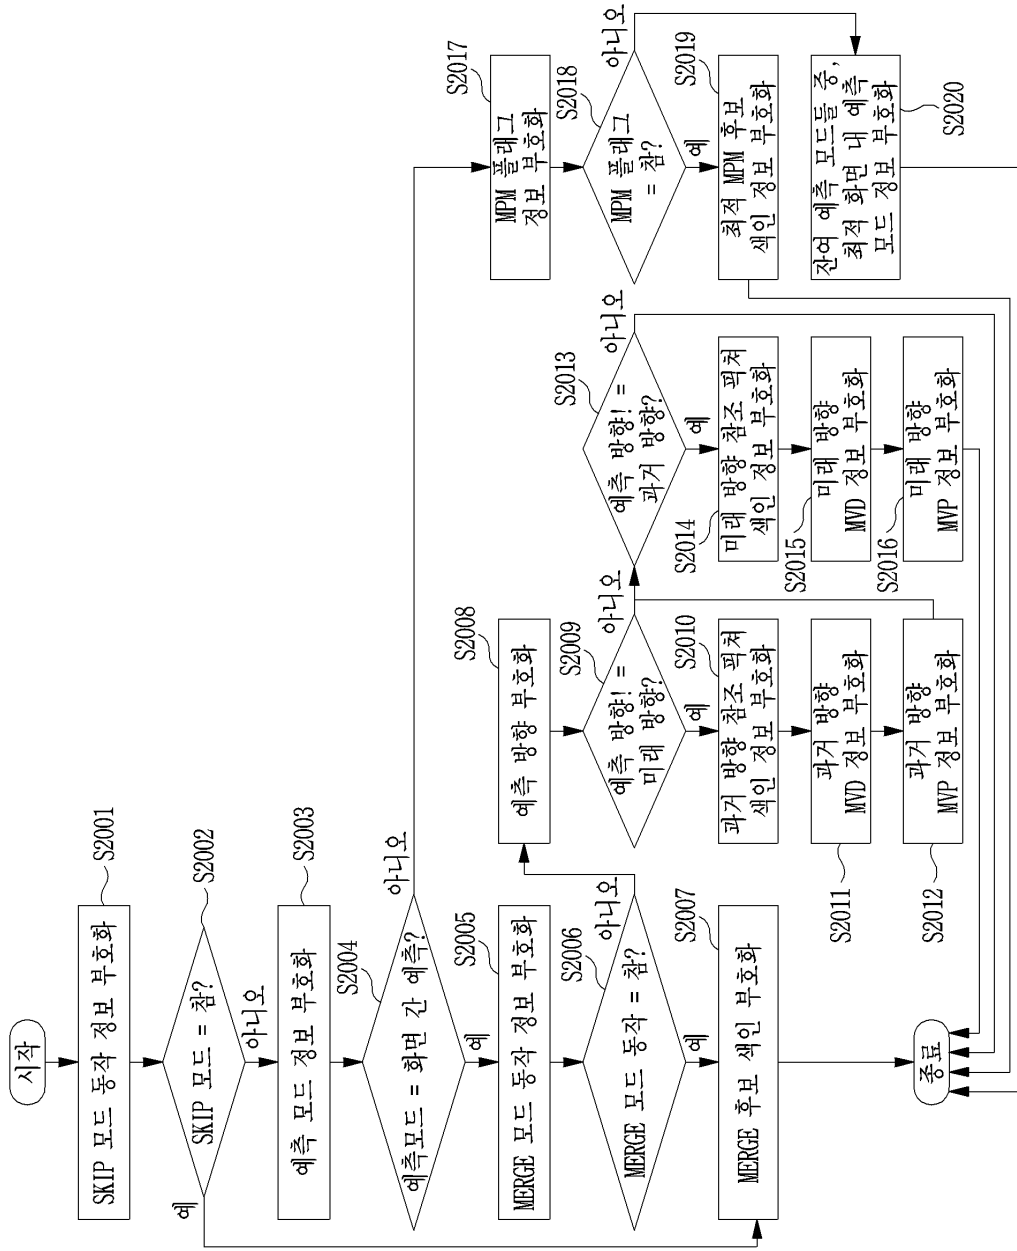 시작
SKIP 모드 동작 정보 부호화
S2001
SKIP 모드 = 참?
S2002
예
아니오
예측 모드 정보 부호화
S2003
예측모드 = 화면 간 예측?
S2004
아니오
예
MERGE 모드 동작 정보 부호화
S2005
MERGE 모드 동작 = 참?
S2006
아니오
예
MERGE 후보 색인 부호화
S2007
종료
예측 방향 부호화
S2008
예측 방향! =
미래 방향?
S2009
아니오
예
과거 방향 참조 픽쳐
색인 정보 부호화
S2010
과거 방향
MVD 정보 부호화
S2011
과거 방향
MVP 정보 부호화
S2012
예측 방향! =
과거 방향?
S2013
아니오
예
미래 방향 참조 픽쳐
색인 정보 부호화
S2014
미래 방향
MVD 정보 부호화
S2015
미래 방향
MVP 정보 부호화
S2016
MPM 플래그
정보 부호화
S2017
MPM 플래그
= 참?
S2018
아니오
예
최적 MPM 후보
색인 정보 부호화
S2019
잔여 예측 모드들 중,
최적 화면 내 예측
모드 정보 부호화
S2020